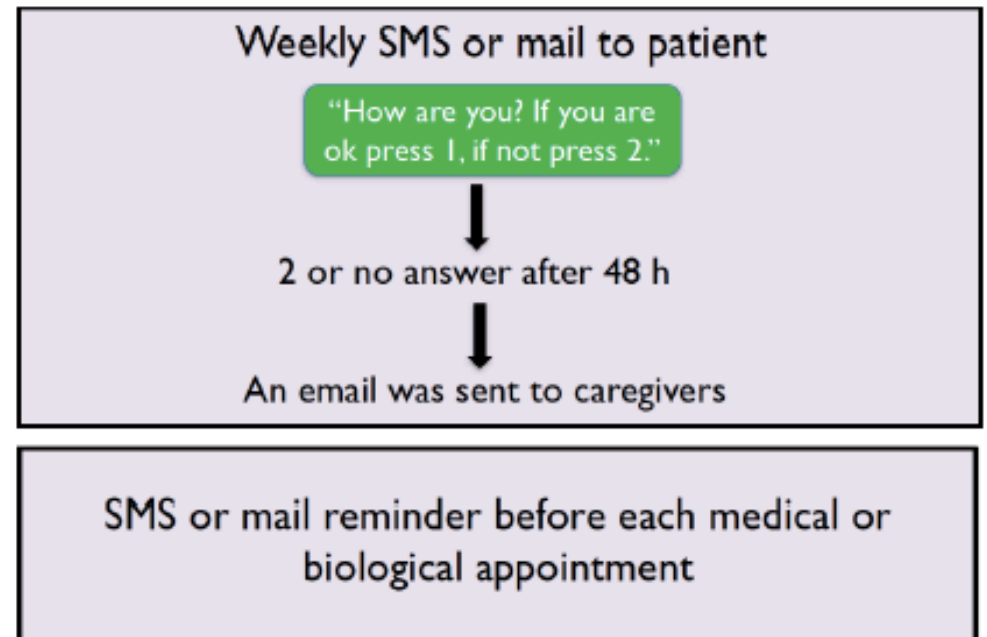 Weekly SMS or mail to patient
“How are you? If you are
ok press 1, if not press 2.”
2 or no answer after 48 h
An email was sent to caregivers
SMS or mail reminder before each medical or
biological appointment